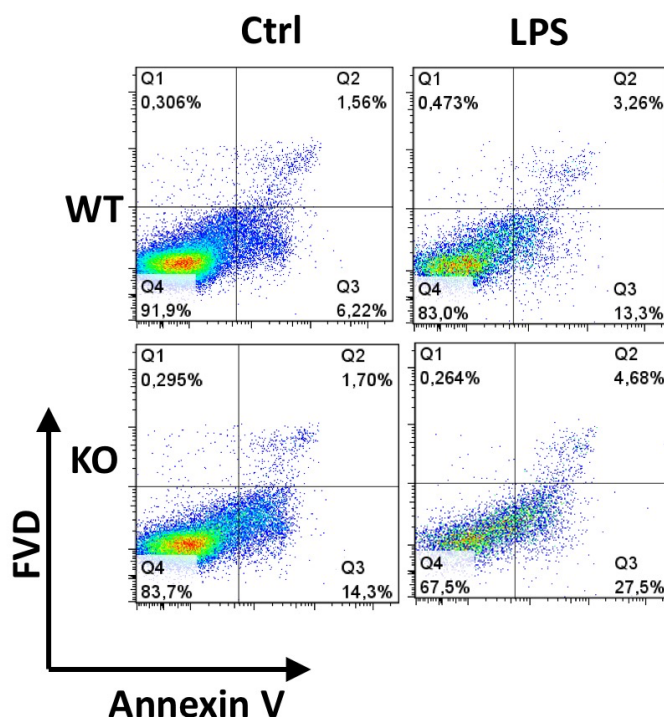 Ctrl
LPS
WT
Q1
0,306%
Q2
1,56%
Q4
91,9%
Q3
6,22%
Q1
0,473%
Q2
3,26%
Q4
83,0%
Q3
13,3%
KO
Q1
0,295%
Q2
1,70%
Q4
83,7%
Q3
14,3%
Q1
0,264%
Q2
4,68%
Q4
67,5%
Q3
27,5%
FVD
Annexin V